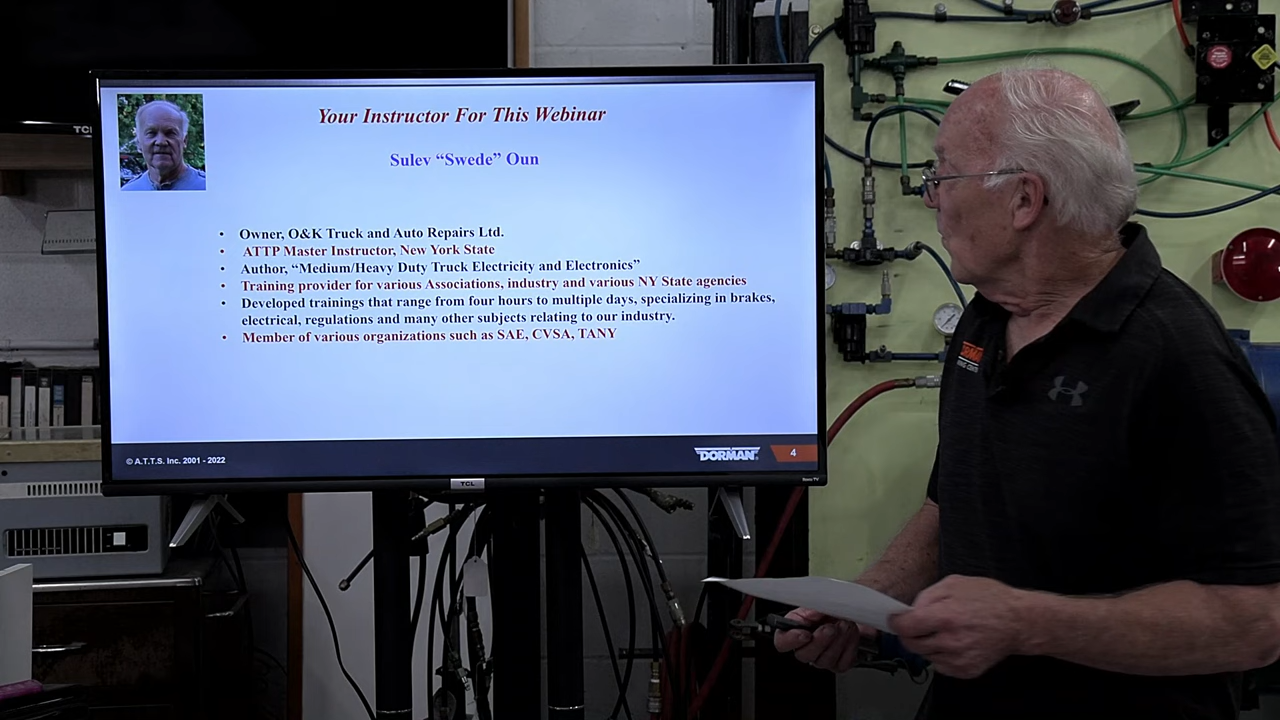 TCL
Your Instructor For This Webinar
Sulev “Swede” Oun
• Owner, O&K Truck and Auto Repairs Ltd.
• ATTP Master Instructor, New York State
• Author, “Medium/Heavy Duty Truck Electricity and Electronics”
• Training provider for various Associations, industry and various NY State agencies
• Developed trainings that range from four hours to multiple days, specializing in brakes,
electrical, regulations and many other subjects relating to our industry.
• Member of various organizations such as SAE, CVSA, TANY
© A.T.T.S. Inc. 2001 - 2022
DORMAN
4
TCL
Roku TV